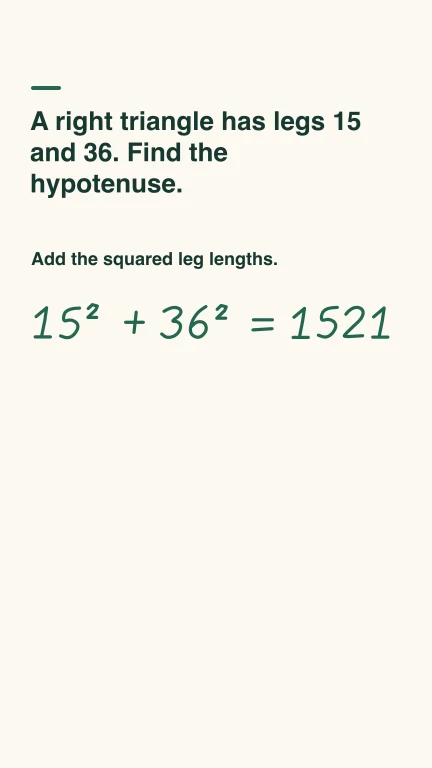 A right triangle has legs 15
and 36. Find the
hypotenuse.
Add the squared leg lengths.
15² + 36² = 1521